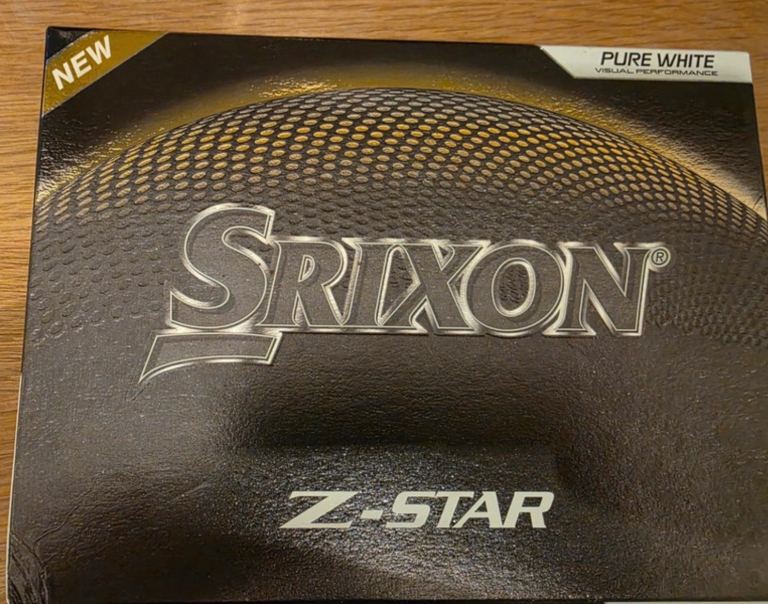 NEW
PURE WHITE
VISUAL PERFORMANCE
SRIXON®
Z-STAR